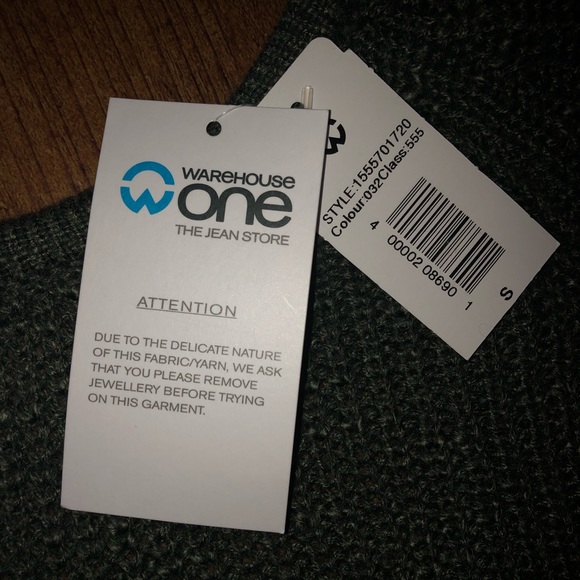 WAREHOUSE
one
THE JEAN STORE
ATTENTION
DUE TO THE DELICATE NATURE
OF THIS FABRIC/YARN, WE ASK
THAT YOU PLEASE REMOVE
JEWELLERY BEFORE TRYING
ON THIS GARMENT.
STYLE:1555701720
Colour:032Class:555
4 00002 08690 1
S